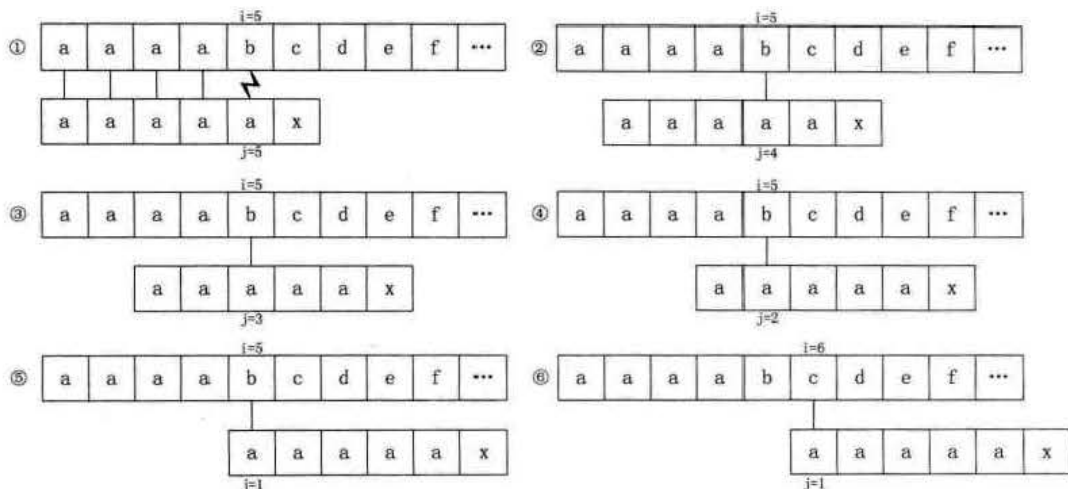 i=5
① a a a a b c d e f ···
a a a a a x
j=5
i=5
② a a a a b c d e f ···
a a a a a x
j=4
i=5
③ a a a a b c d e f ···
a a a a a x
j=3
i=5
④ a a a a b c d e f ···
a a a a a x
j=2
i=5
⑤ a a a a b c d e f ···
a a a a a x
i=1
i=6
⑥ a a a a b c d e f ···
a a a a a x
j=1